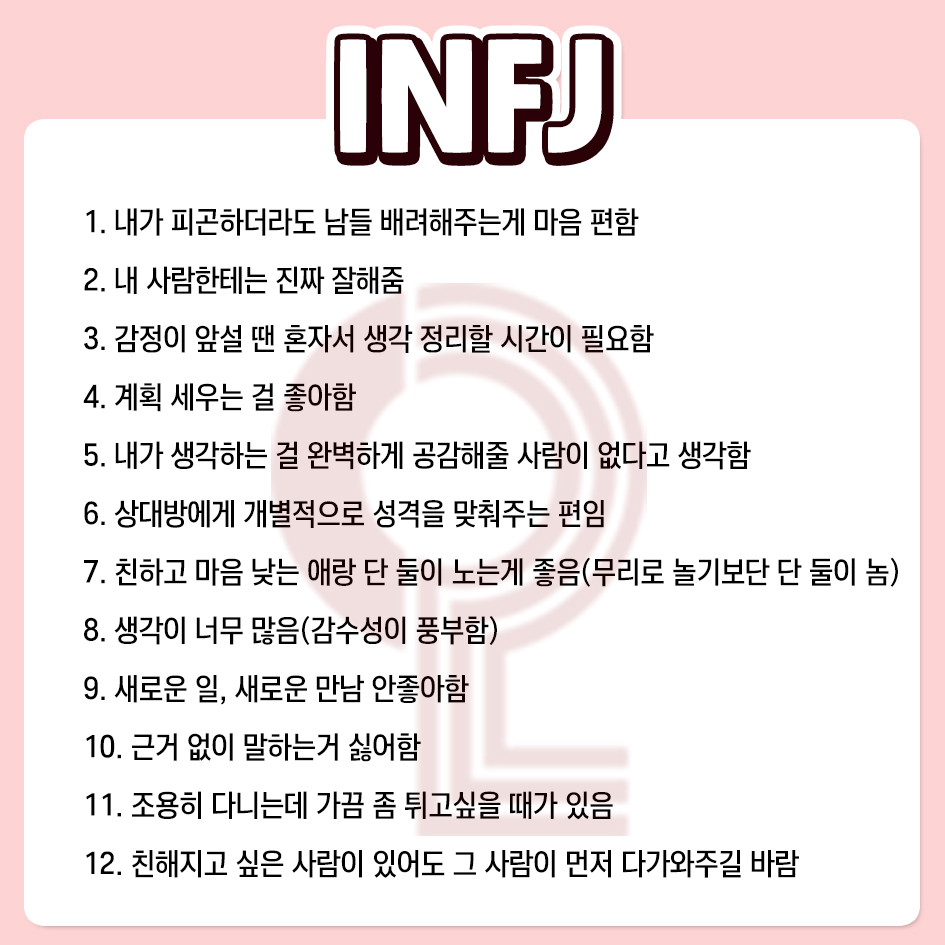 INFJ
1. 내가 피곤하더라도 남들 배려해주는게 마음 편함
2. 내 사람한테는 진짜 잘해줌
3. 감정이 앞설 땐 혼자서 생각 정리할 시간이 필요함
4. 계획 세우는 걸 좋아함
5. 내가 생각하는 걸 완벽하게 공감해줄 사람이 없다고 생각함
6. 상대방에게 개별적으로 성격을 맞춰주는 편임
7. 친하고 마음 낮는 애랑 단 둘이 노는게 좋음(무리로 놀기보단 단 둘이 놈)
8. 생각이 너무 많음(감수성이 풍부함)
9. 새로운 일, 새로운 만남 안좋아함
10. 근거 없이 말하는거 싫어함
11. 조용히 다니는데 가끔 좀 튀고싶을 때가 있음
12. 친해지고 싶은 사람이 있어도 그 사람이 먼저 다가와주길 바람